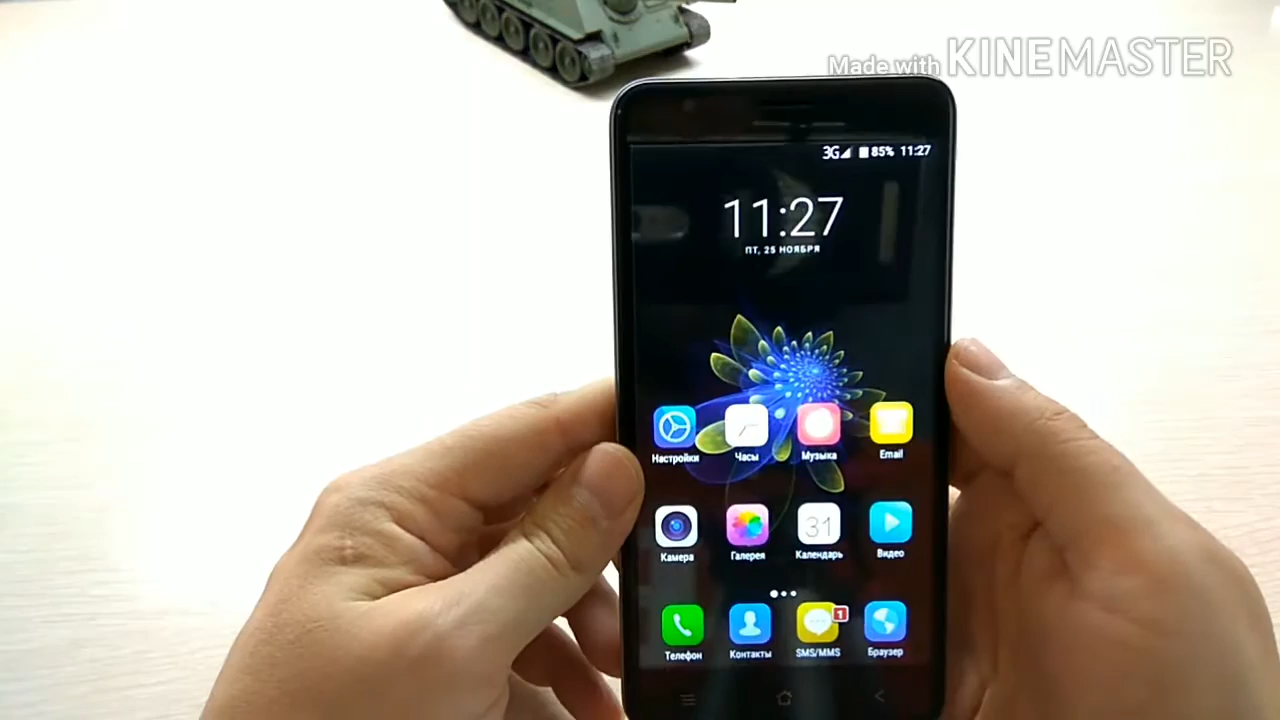 Made with KINEMASTER
3G 85% 11:27
11:27
ПТ, 25 НОЯБРЯ
Настройки Часы Музыка Email
31
Камера Галерея Календарь Видео
1
Телефон Контакты SMS/MMS Браузер